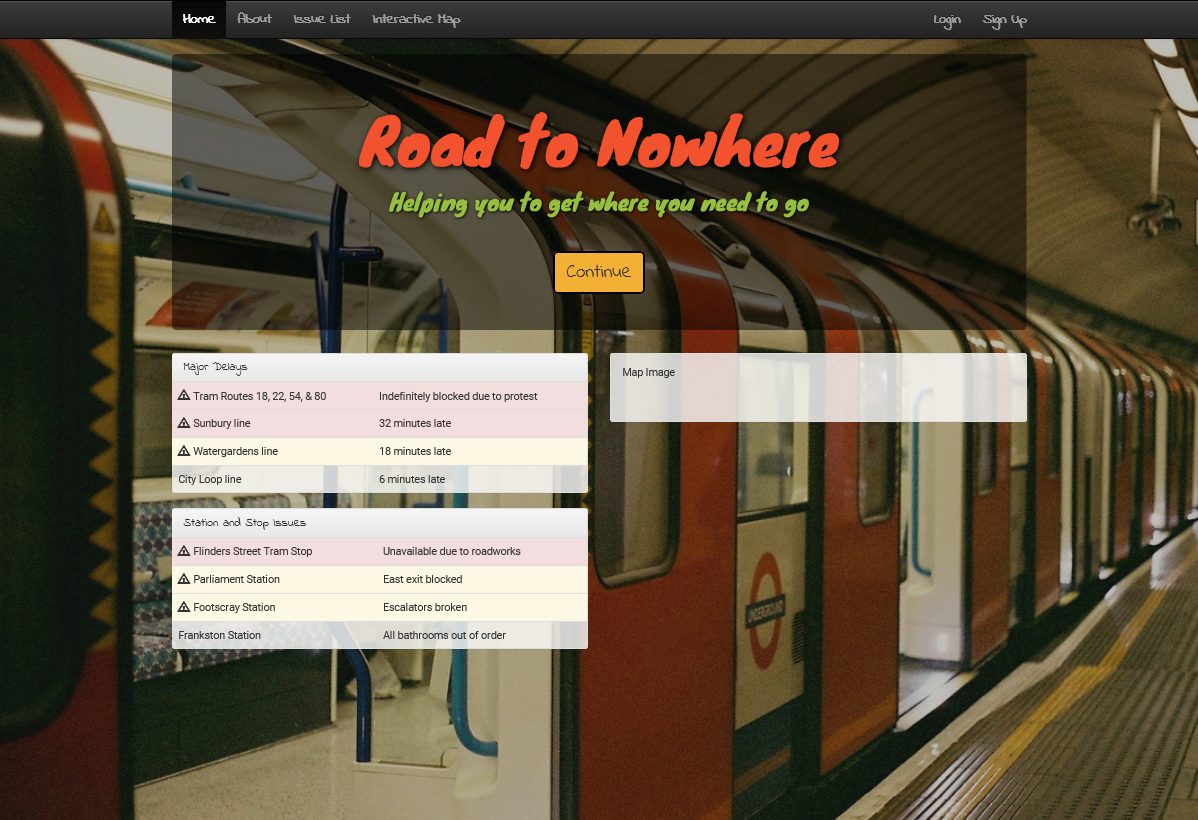 Home About Issue List Interactive Map Login Sign Up
Road to Nowhere
Helping you to get where you need to go
Continue
Major Delays
Tram Routes 18, 22, 54, & 80 Indefinitely blocked due to protest
Sunbury line 32 minutes late
Watergardens line 18 minutes late
City Loop line 6 minutes late
Station and Stop Issues
Flinders Street Tram Stop Unavailable due to roadworks
Parliament Station East exit blocked
Footscray Station Escalators broken
Frankston Station All bathrooms out of order
Map Image
UNDERGROUND